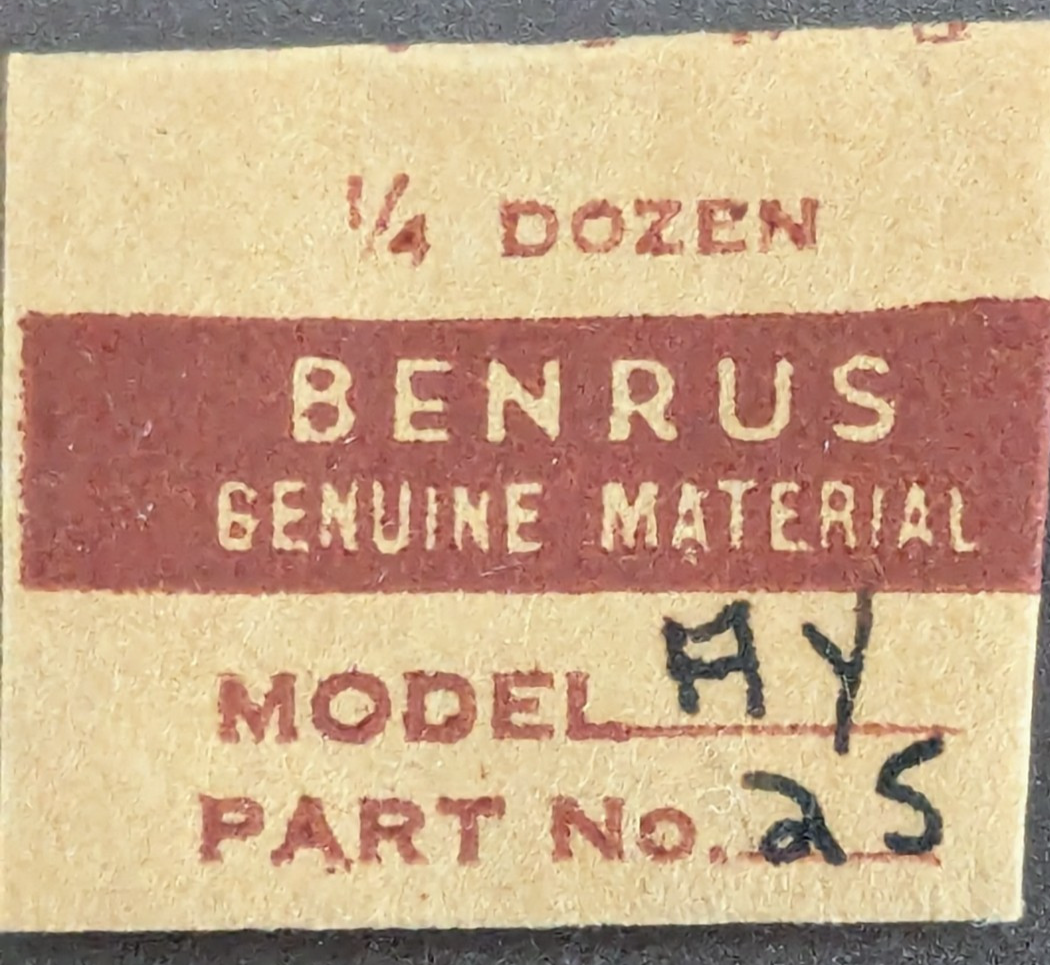 ¼ DOZEN
BENRUS
GENUINE MATERIAL
MODEL AY
PART No. 25